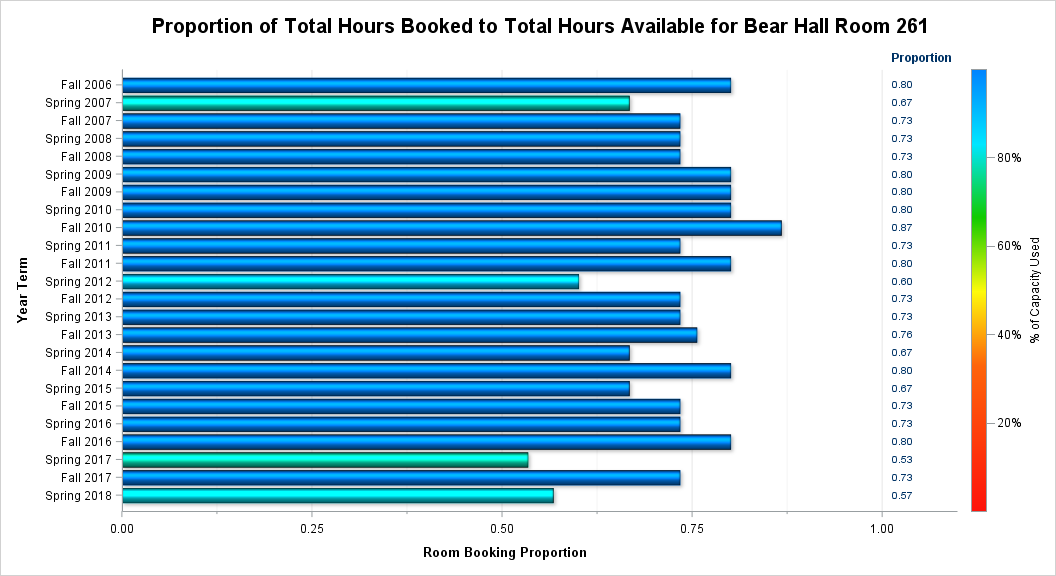 Proportion of Total Hours Booked to Total Hours Available for Bear Hall Room 261
Proportion
Fall 2006 0.80
Spring 2007 0.67
Fall 2007 0.73
Spring 2008 0.73
Fall 2008 0.73
Spring 2009 0.80
Fall 2009 0.80
Spring 2010 0.80
Fall 2010 0.87
Spring 2011 0.73
Fall 2011 0.80
Spring 2012 0.60
Fall 2012 0.73
Spring 2013 0.73
Fall 2013 0.76
Spring 2014 0.67
Fall 2014 0.80
Spring 2015 0.67
Fall 2015 0.73
Spring 2016 0.73
Fall 2016 0.80
Spring 2017 0.53
Fall 2017 0.73
Spring 2018 0.57
Year Term
0.00 0.25 0.50 0.75 1.00
Room Booking Proportion
80%
60%
40%
20%
% of Capacity Used